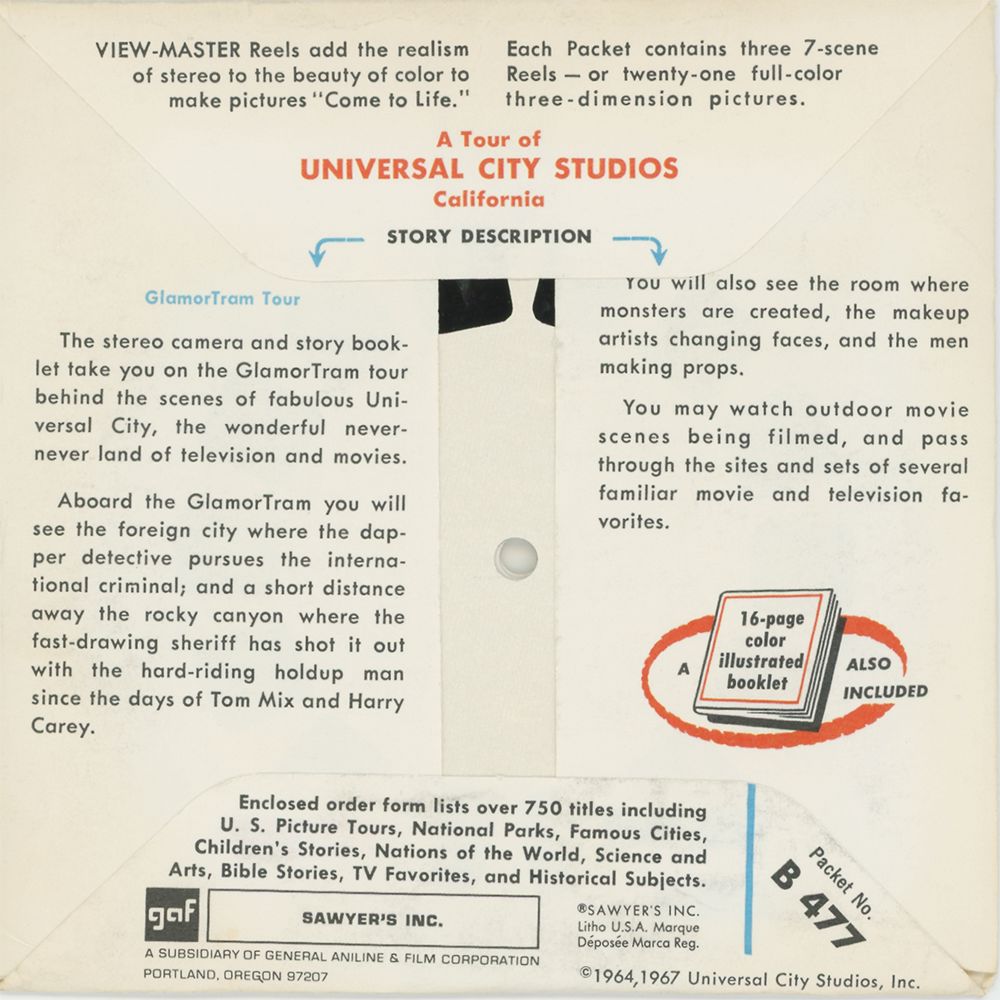 VIEW-MASTER Reels add the realism
of stereo to the beauty of color to
make pictures "Come to Life."
Each Packet contains three 7-scene
Reels — or twenty-one full-color
three-dimension pictures.
A Tour of
UNIVERSAL CITY STUDIOS
California
STORY DESCRIPTION
GlamorTram Tour
The stereo camera and story book-
let take you on the GlamorTram tour
behind the scenes of fabulous Uni-
versal City, the wonderful never-
never land of television and movies.
Aboard the GlamorTram you will
see the foreign city where the dap-
per detective pursues the interna-
tional criminal; and a short distance
away the rocky canyon where the
fast-drawing sheriff has shot it out
with the hard-riding holdup man
since the days of Tom Mix and Harry
Carey.
You will also see the room where
monsters are created, the makeup
artists changing faces, and the men
making props.
You may watch outdoor movie
scenes being filmed, and pass
through the sites and sets of several
familiar movie and television fa-
vorites.
A
16-page
color
illustrated
booklet
ALSO
INCLUDED
Enclosed order form lists over 750 titles including
U. S. Picture Tours, National Parks, Famous Cities,
Children's Stories, Nations of the World, Science and
Arts, Bible Stories, TV Favorites, and Historical Subjects.
gaf
SAWYER'S INC.
A SUBSIDIARY OF GENERAL ANILINE & FILM CORPORATION
PORTLAND, OREGON 97207
®SAWYER'S INC.
Litho U.S.A. Marque
Déposée Marca Reg.
Packet No.
B 477
©1964,1967 Universal City Studios, Inc.